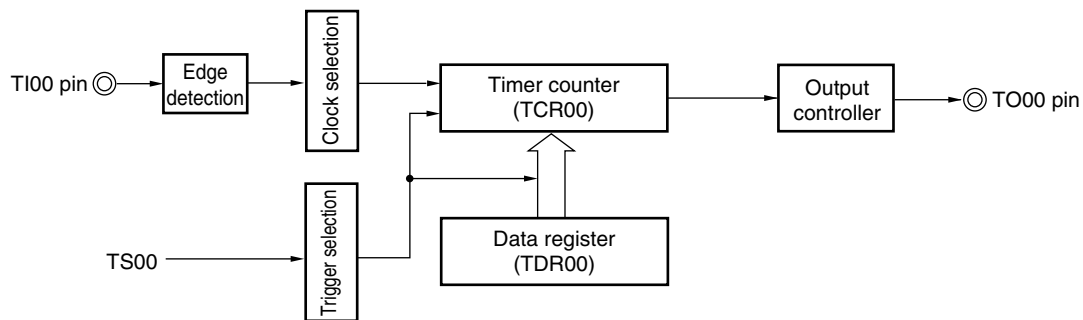 TI00 pin
Edge
detection
Clock selection
Timer counter
(TCR00)
Output
controller
TO00 pin
TS00
Trigger selection
Data register
(TDR00)